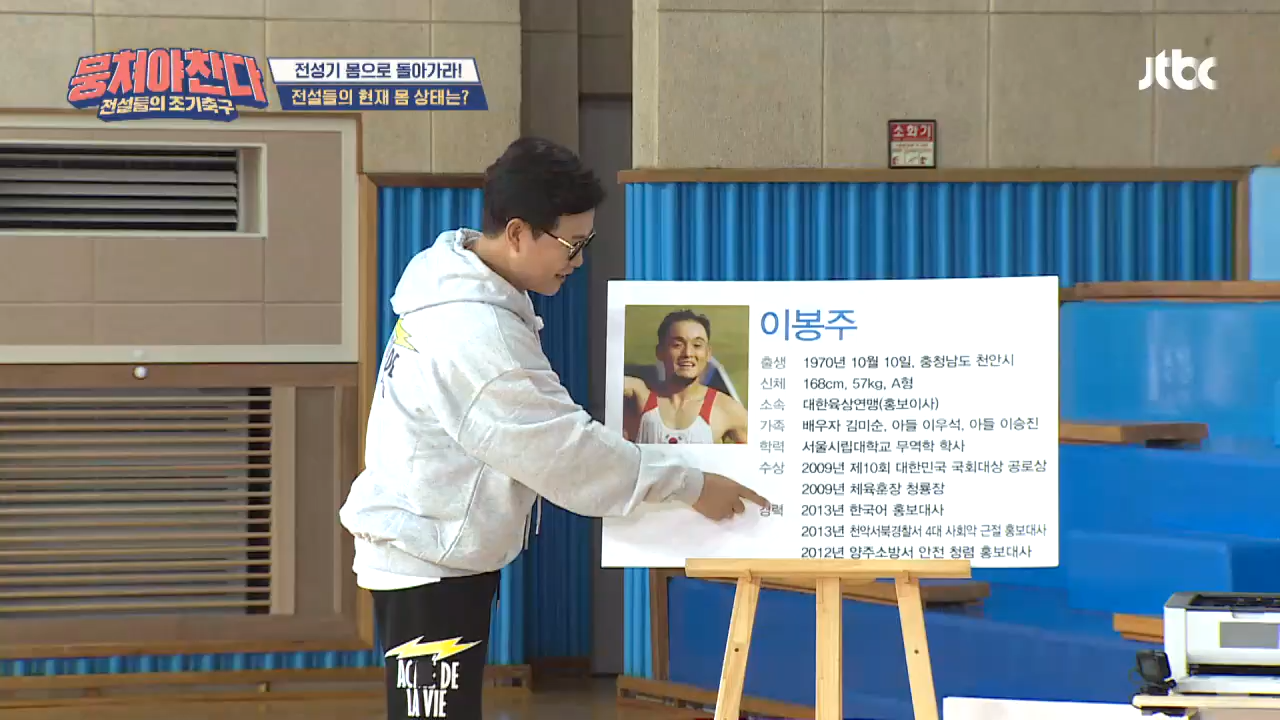 뭉쳐야찬다
전설들의 조기축구
전성기 몸으로 돌아가라!
전설들의 현재 몸 상태는?
jtbc
소화기
이봉주
출생 1970년 10월 10일, 충청남도 천안시
신체 168cm, 57kg, A형
소속 대한육상연맹(홍보이사)
가족 배우자 김미순, 아들 이우석, 아들 이승진
학력 서울시립대학교 무역학 학사
수상 2009년 제10회 대한민국 국회대상 공로상
2009년 체육훈장 청룡장
경력 2013년 한국어 홍보대사
2013년 천악서북경찰서 4대 사회악 근절 홍보대사
2012년 양주소방서 안전 청렴 홍보대사
DE
DE
LA VIE